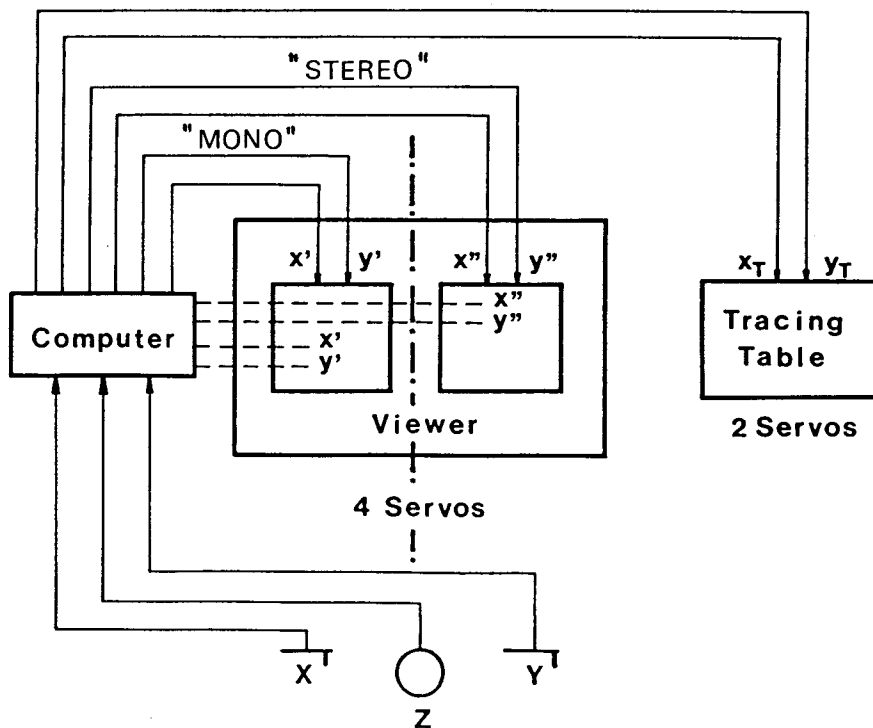 "STEREO"
"MONO"
x' y' x" y"
x_T y_T
Computer
x"
y"
x'
y'
Tracing
Table
Viewer
2 Servos
4 Servos
X Y
Z